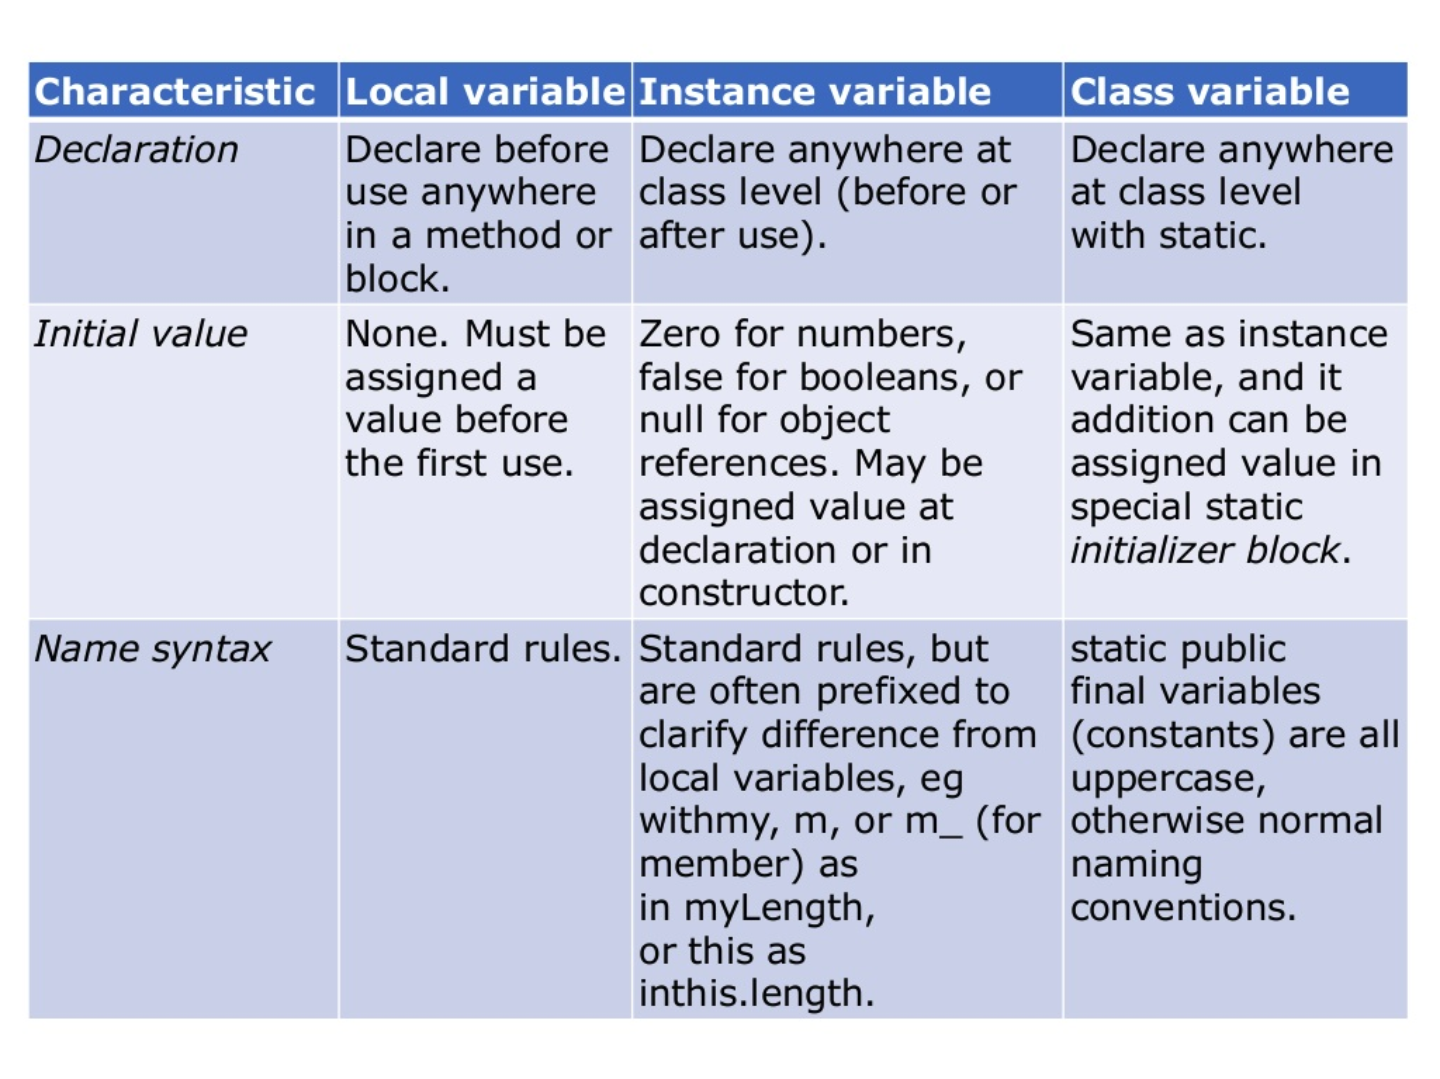 Characteristic
Local variable
Instance variable
Class variable
Declaration
Declare before
use anywhere
in a method or
block.
Declare anywhere at
class level (before or
after use).
Declare anywhere
at class level
with static.
Initial value
None. Must be
assigned a
value before
the first use.
Zero for numbers,
false for booleans, or
null for object
references. May be
assigned value at
declaration or in
constructor.
Same as instance
variable, and it
addition can be
assigned value in
special static
initializer block.
Name syntax
Standard rules.
Standard rules, but
are often prefixed to
clarify difference from
local variables, eg
withmy, m, or m_ (for
member) as
in myLength,
or this as
inthis.length.
static public
final variables
(constants) are all
uppercase,
otherwise normal
naming
conventions.